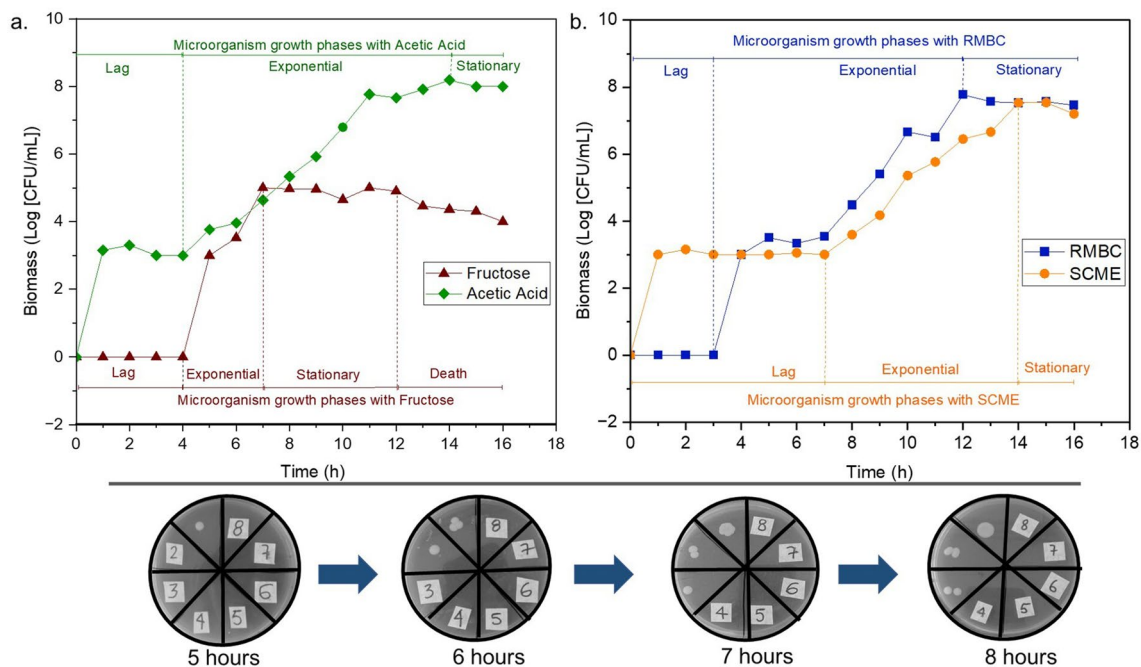 a.
Biomass (Log [CFU/mL])
10
8
6
4
2
0
−2
Microorganism growth phases with Acetic Acid
Lag
Exponential
Stationary
Fructose
Acetic Acid
Lag
Exponential
Stationary
Death
Microorganism growth phases with Fructose
0 2 4 6 8 10 12 14 16 18
Time (h)
b.
Biomass (Log [CFU/mL])
10
8
6
4
2
0
−2
Microorganism growth phases with RMBC
Lag
Exponential
Stationary
RMBC
SCME
Lag
Exponential
Stationary
Microorganism growth phases with SCME
0 2 4 6 8 10 12 14 16 18
Time (h)
2 3 4 5 6 7 8
5 hours
3 4 5 6 7 8
6 hours
4 5 6 7 8
7 hours
4 5 6 7 8
8 hours